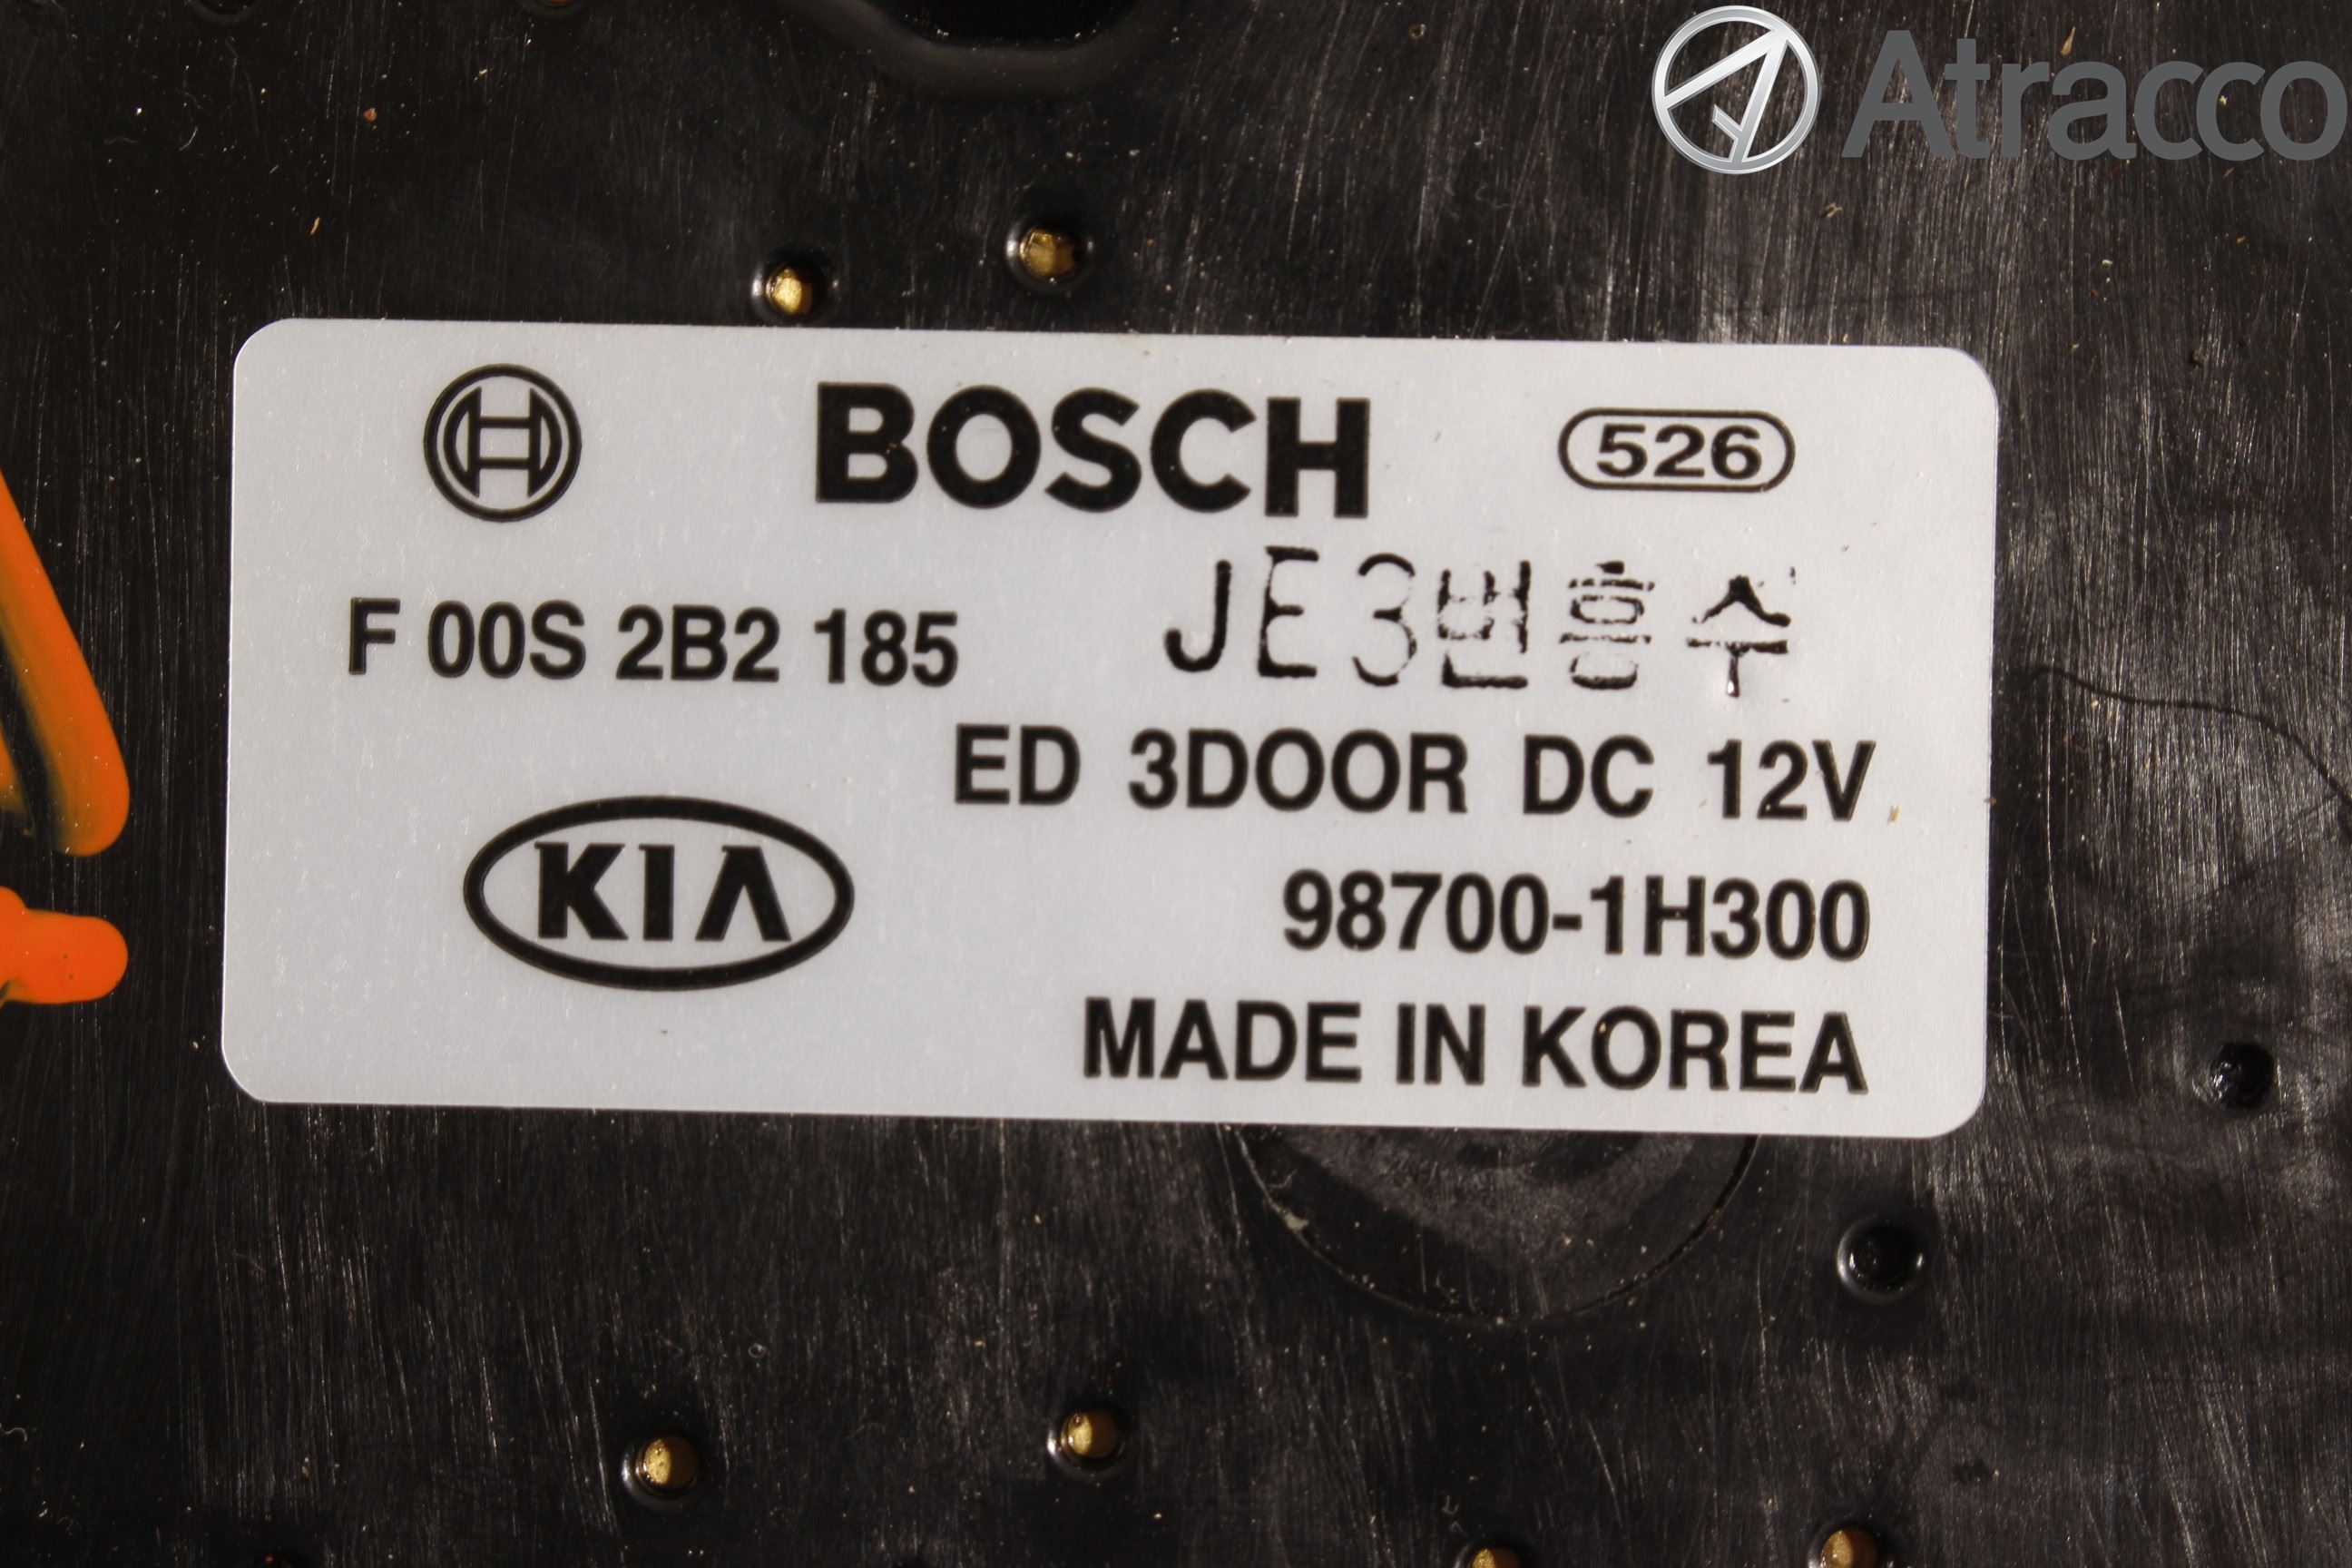 Atracco
BOSCH 526
F 00S 2B2 185 JE3번흥수
ED 3DOOR DC 12V
KIA
98700-1H300
MADE IN KOREA